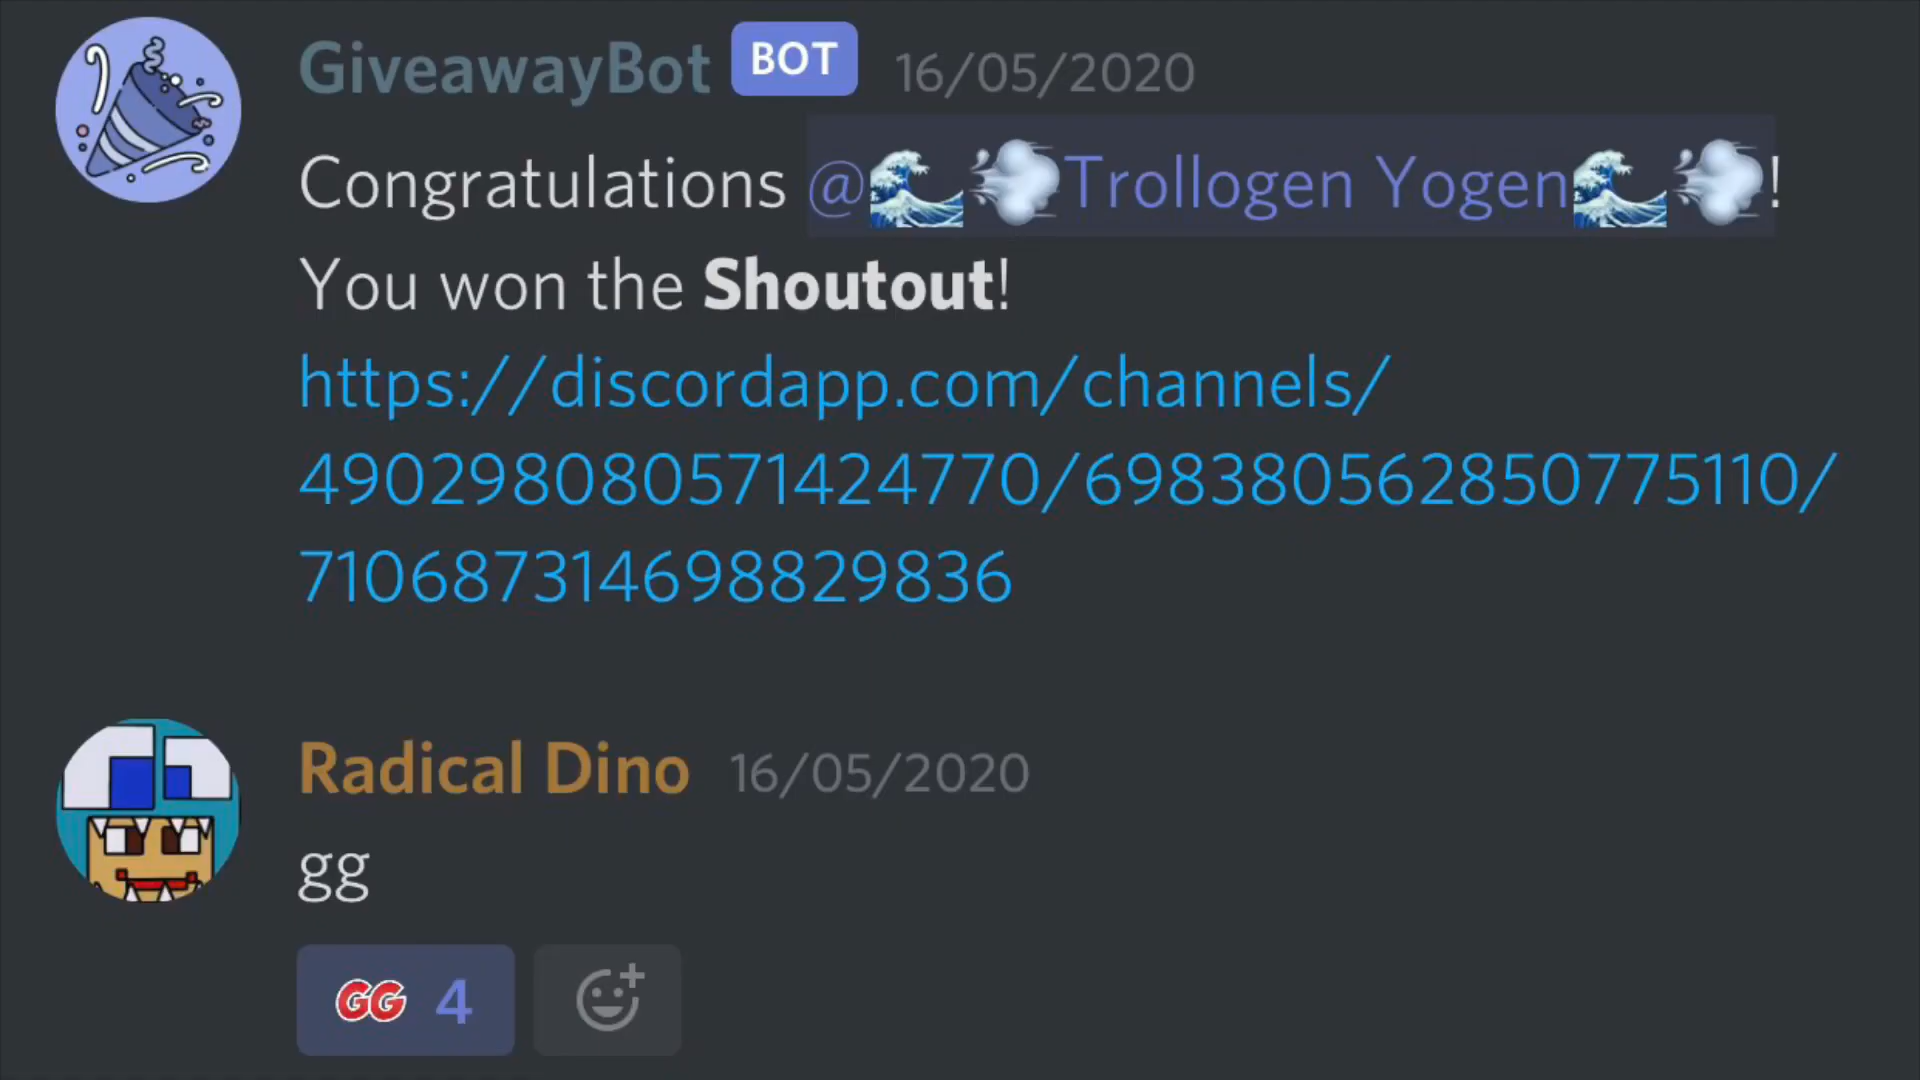 GiveawayBot BOT 16/05/2020
Congratulations @🌊💨Trollogen Yogen🌊💨!
You won the Shoutout!
https://discordapp.com/channels/
490298080571424770/698380562850775110/
710687314698829836
Radical Dino 16/05/2020
gg
GG 4